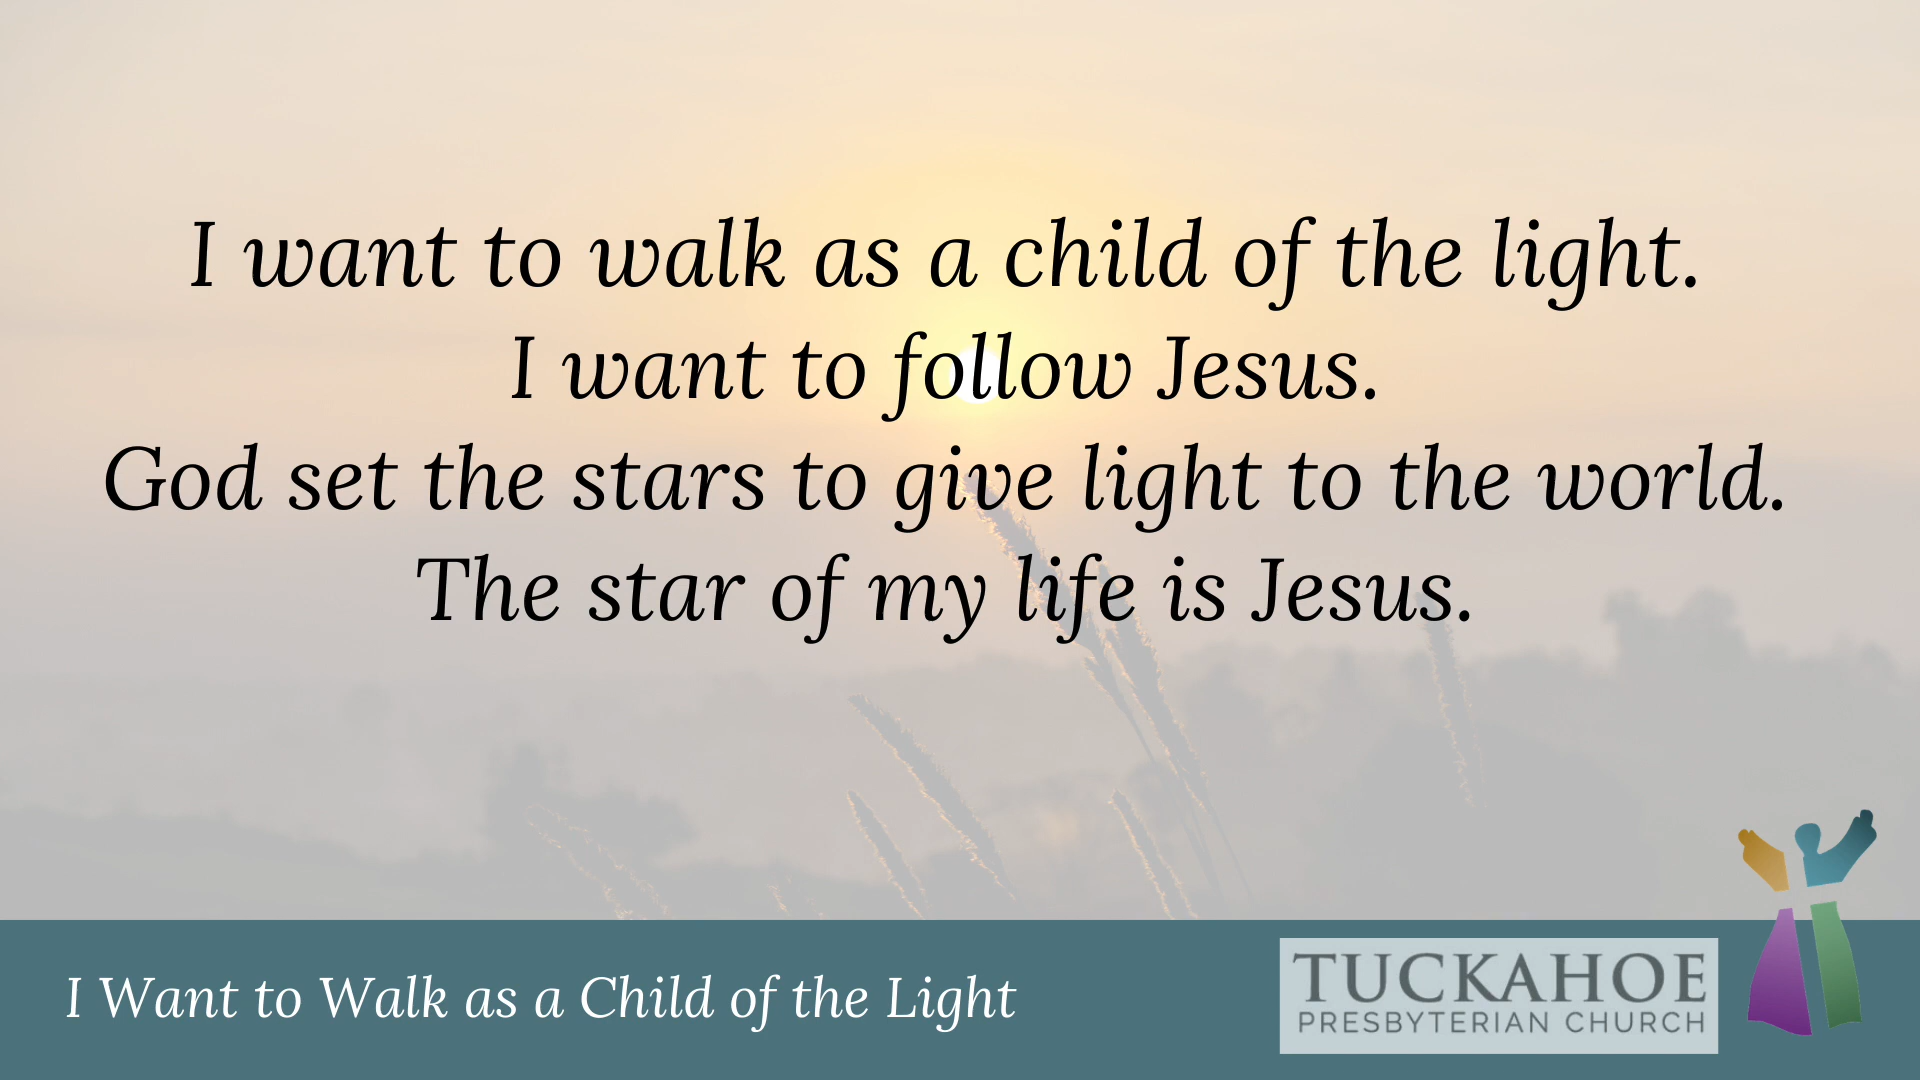 I want to walk as a child of the light.
I want to follow Jesus.
God set the stars to give light to the world.
The star of my life is Jesus.
I Want to Walk as a Child of the Light
TUCKAHOE
PRESBYTERIAN CHURCH